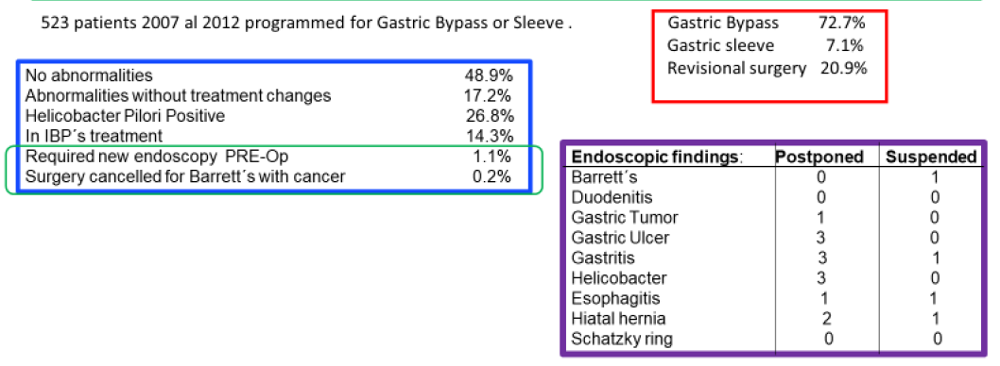 523 patients 2007 al 2012 programmed for Gastric Bypass or Sleeve .
Gastric Bypass 72.7%
Gastric sleeve 7.1%
Revisional surgery 20.9%
No abnormalities 48.9%
Abnormalities without treatment changes 17.2%
Helicobacter Pilori Positive 26.8%
In IBP´s treatment 14.3%
Required new endoscopy PRE-Op 1.1%
Surgery cancelled for Barrett´s with cancer 0.2%
Endoscopic findings: Postponed Suspended
Barrett´s 0 1
Duodenitis 0 0
Gastric Tumor 1 0
Gastric Ulcer 3 0
Gastritis 3 1
Helicobacter 3 0
Esophagitis 1 1
Hiatal hernia 2 1
Schatzky ring 0 0